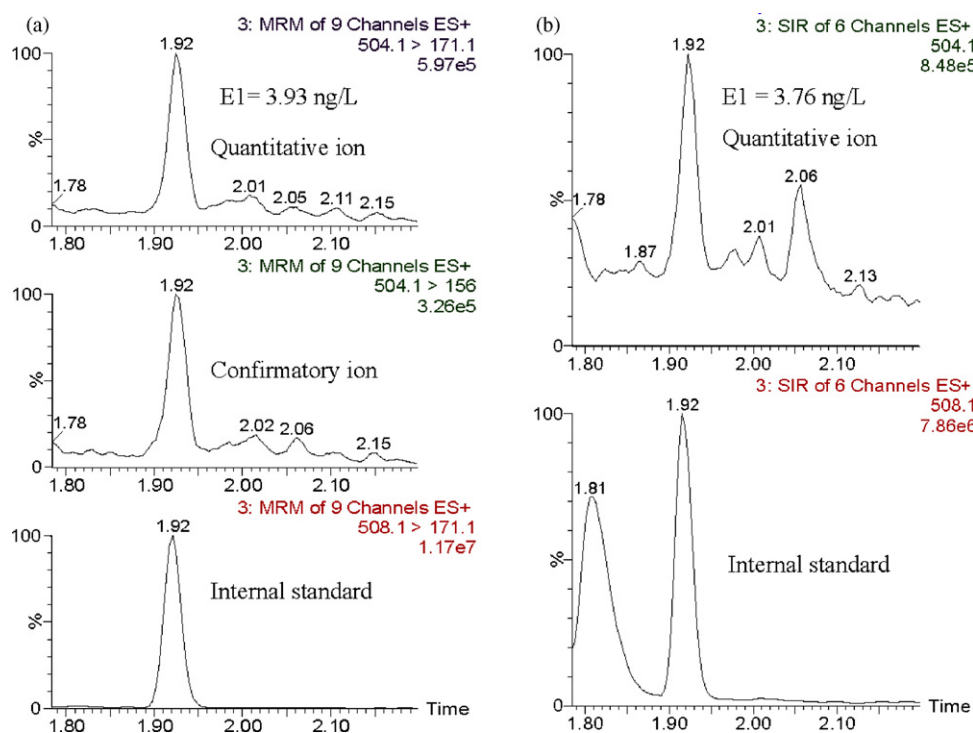 (a)
3: MRM of 9 Channels ES+
504.1 > 171.1
5.97e5
1.92
100
E1= 3.93 ng/L
Quantitative ion
%
1.78
2.01
2.05
2.11
2.15
0
1.80
1.90
2.00
2.10
3: MRM of 9 Channels ES+
504.1 > 156
3.26e5
1.92
100
Confirmatory ion
%
1.78
2.02
2.06
2.15
0
1.80
1.90
2.00
2.10
3: MRM of 9 Channels ES+
508.1 > 171.1
1.17e7
1.92
100
Internal standard
%
0
Time
1.80
1.90
2.00
2.10
(b)
3: SIR of 6 Channels ES+
504.1
8.48e5
1.92
100
E1 = 3.76 ng/L
Quantitative ion
%
1.78
1.87
2.01
2.06
2.13
0
1.80
1.90
2.00
2.10
3: SIR of 6 Channels ES+
508.1
7.86e6
1.92
100
1.81
%
Internal standard
0
Time
1.80
1.90
2.00
2.10